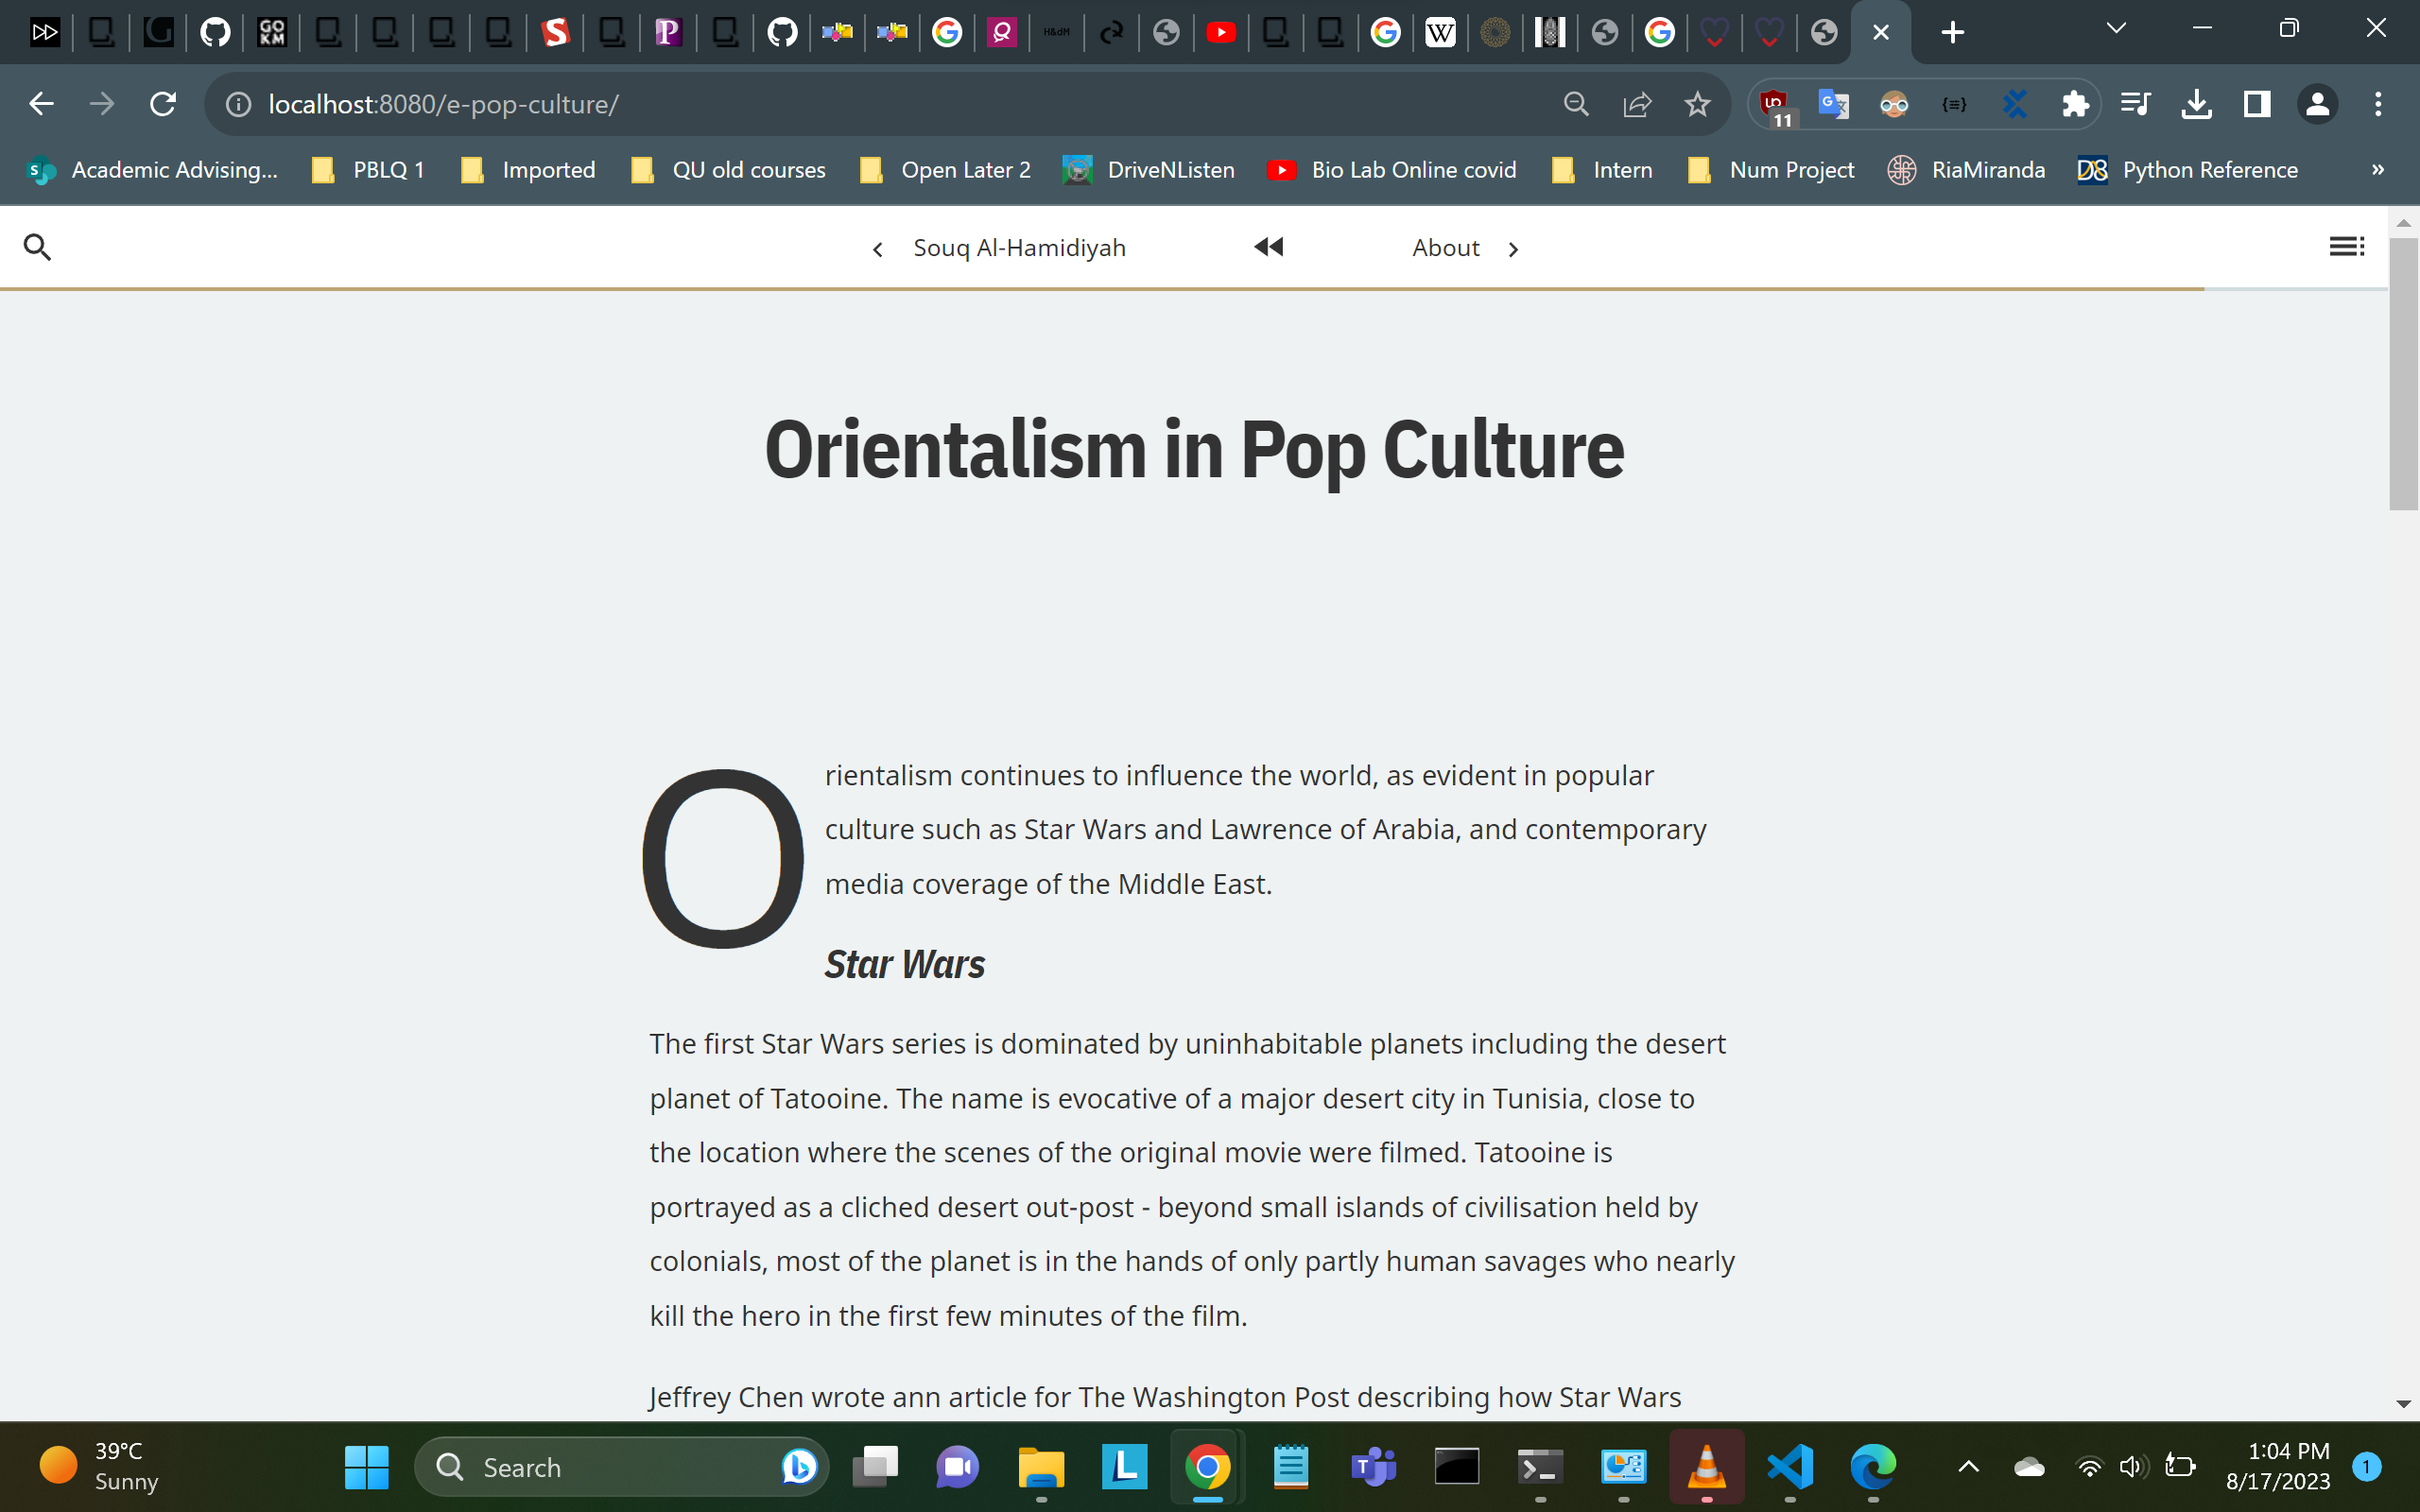 GO
KM
S
P
H&dM
G
W
G
localhost:8080/e-pop-culture/
11
Academic Advising...
PBLQ 1
Imported
QU old courses
Open Later 2
DriveNListen
Bio Lab Online covid
Intern
Num Project
RiaMiranda
Python Reference
»
Souq Al-Hamidiyah
About
Orientalism in Pop Culture
Orientalism continues to influence the world, as evident in popular
culture such as Star Wars and Lawrence of Arabia, and contemporary
media coverage of the Middle East.
Star Wars
The first Star Wars series is dominated by uninhabitable planets including the desert
planet of Tatooine. The name is evocative of a major desert city in Tunisia, close to
the location where the scenes of the original movie were filmed. Tatooine is
portrayed as a cliched desert out-post - beyond small islands of civilisation held by
colonials, most of the planet is in the hands of only partly human savages who nearly
kill the hero in the first few minutes of the film.
Jeffrey Chen wrote ann article for The Washington Post describing how Star Wars
39°C
Sunny
Search
L
T
1:04 PM
8/17/2023
1